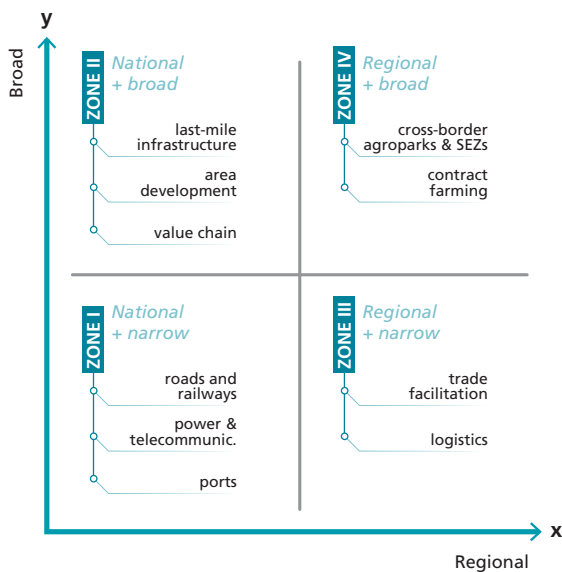 y
Broad
ZONE II
National
+ broad
last-mile
infrastructure
area
development
value chain
ZONE IV
Regional
+ broad
cross-border
agroparks & SEZs
contract
farming
ZONE I
National
+ narrow
roads and
railways
power &
telecommunic.
ports
ZONE III
Regional
+ narrow
trade
facilitation
logistics
x
Regional